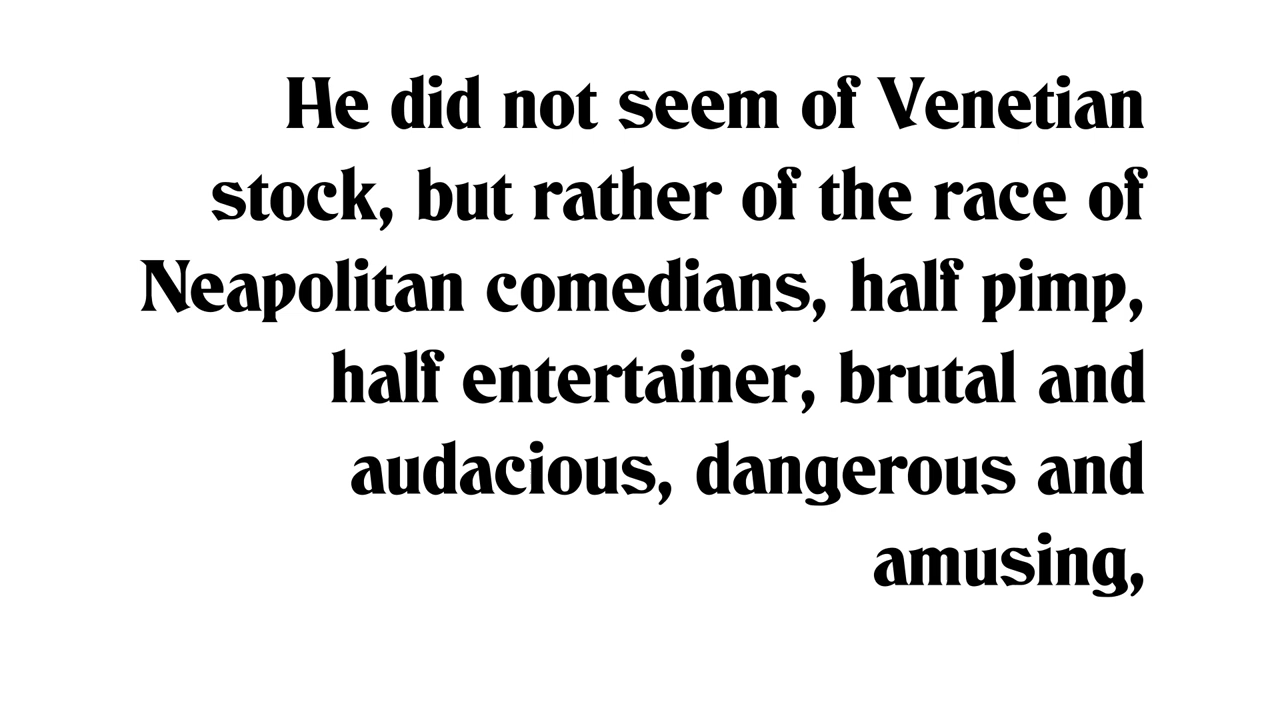 He did not seem of Venetian
stock, but rather of the race of
Neapolitan comedians, half pimp,
half entertainer, brutal and
audacious, dangerous and
amusing,